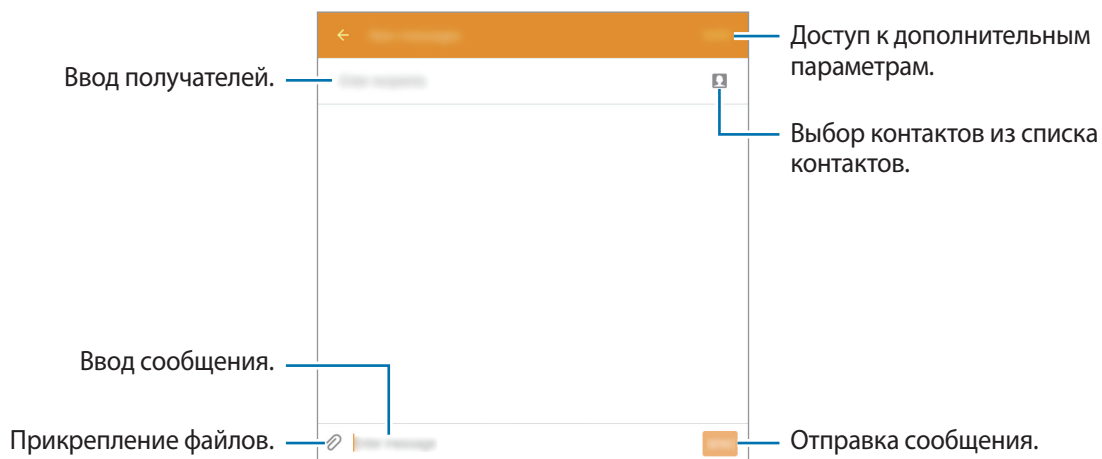 Доступ к дополнительным
параметрам.
Ввод получателей.
Выбор контактов из списка
контактов.
Ввод сообщения.
Прикрепление файлов.
Отправка сообщения.